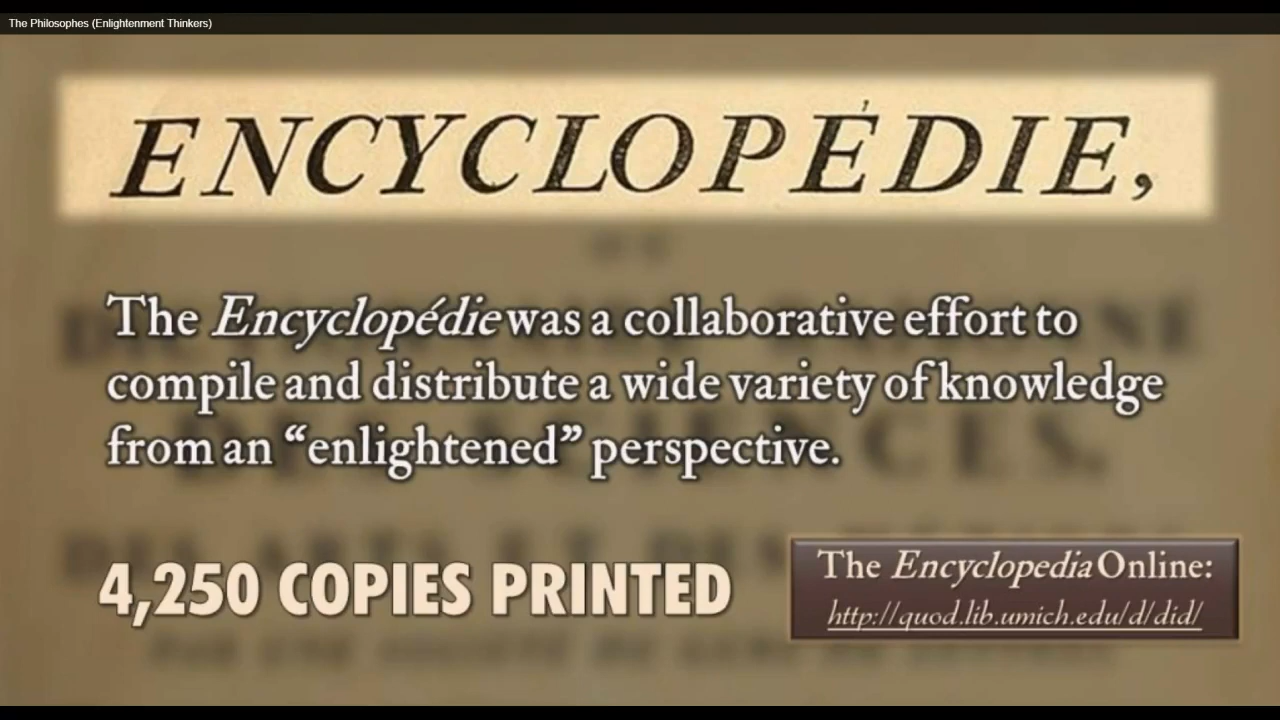 The Philosophes (Enlightenment Thinkers)
ENCYCLOPÉDIE,
The Encyclopédie was a collaborative effort to
compile and distribute a wide variety of knowledge
from an “enlightened” perspective.
4,250 COPIES PRINTED
The Encyclopedia Online:
http://quod.lib.umich.edu/d/did/